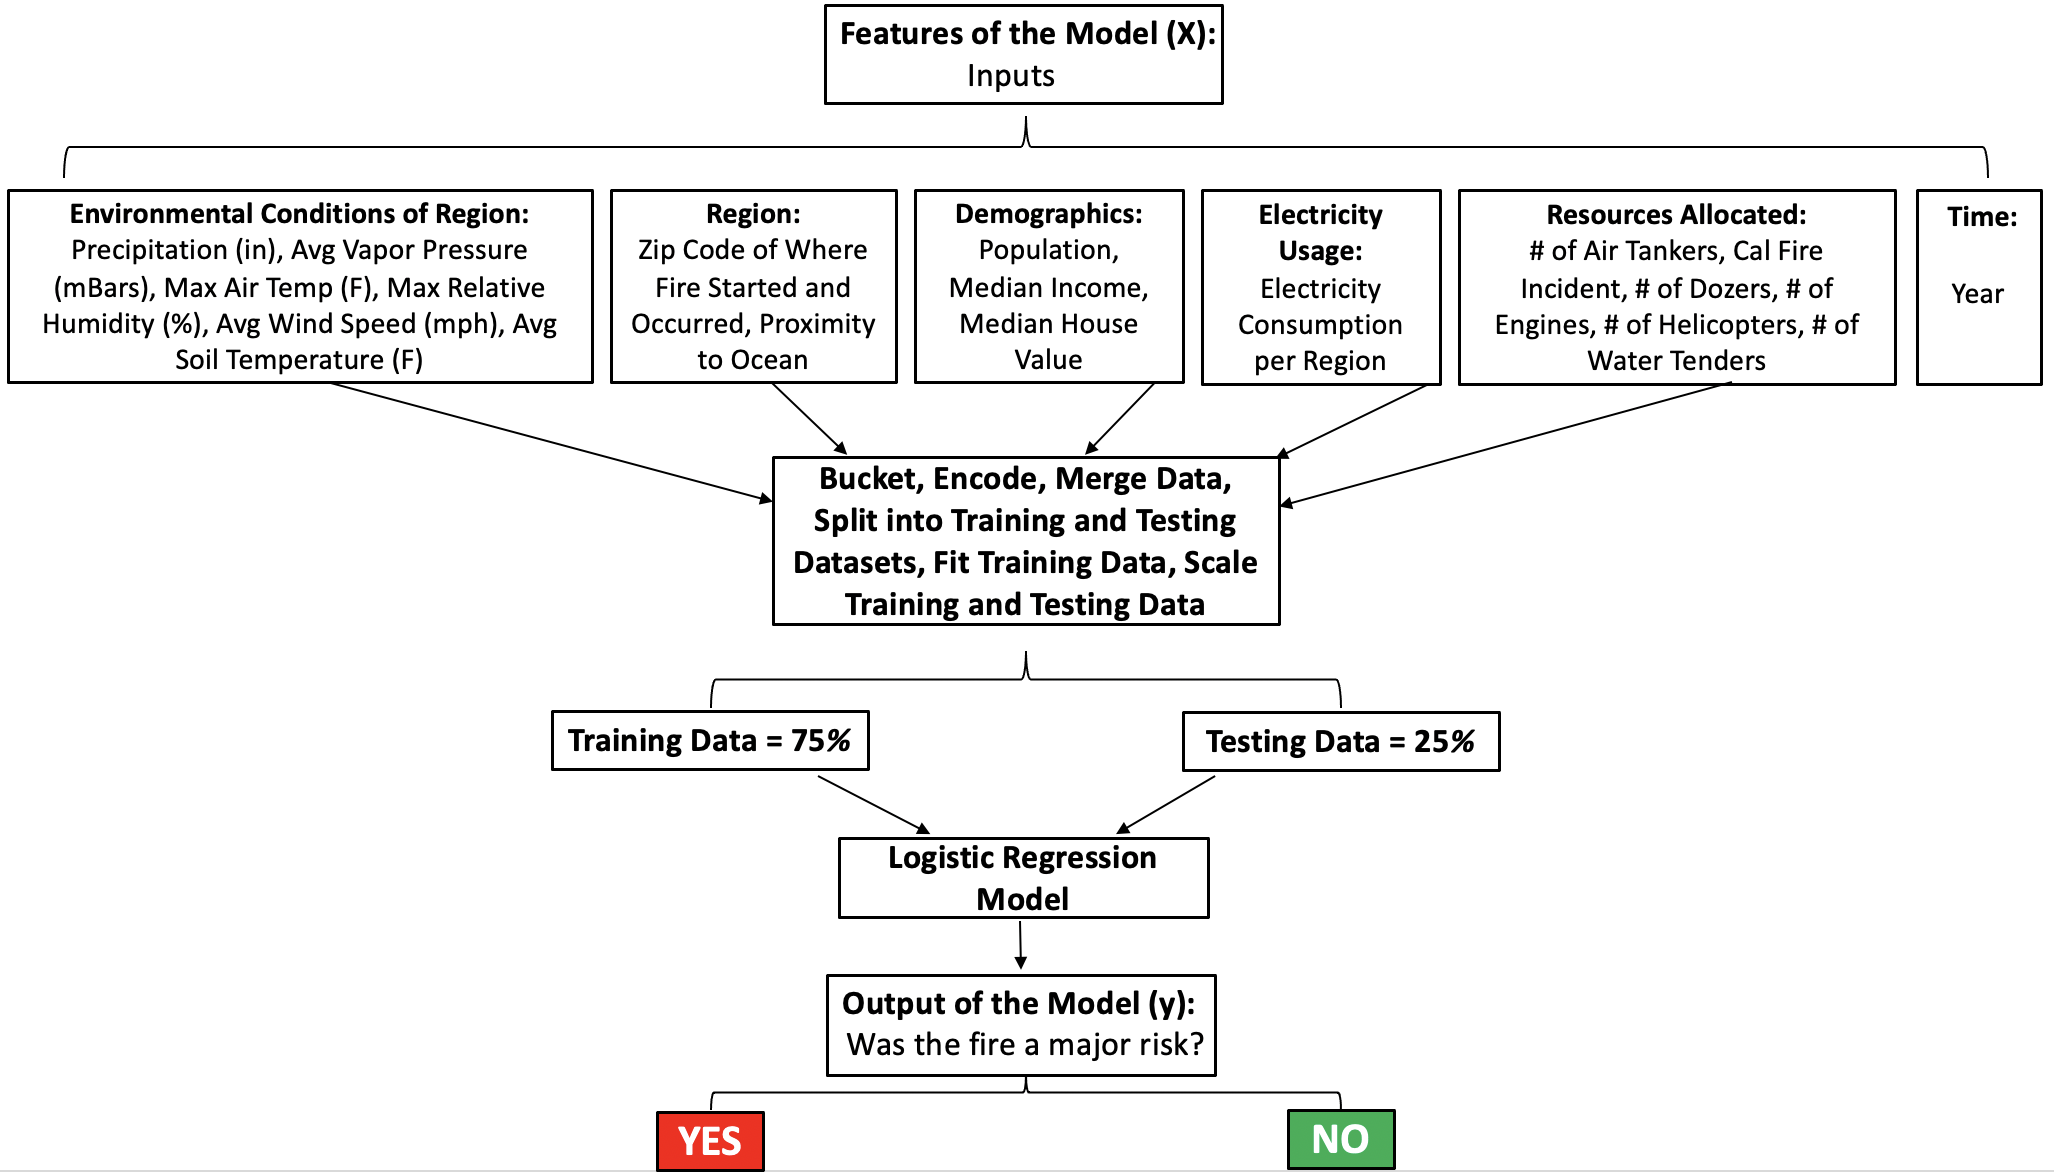 Features of the Model (X):
Inputs
Environmental Conditions of Region:
Precipitation (in), Avg Vapor Pressure
(mBars), Max Air Temp (F), Max Relative
Humidity (%), Avg Wind Speed (mph), Avg
Soil Temperature (F)
Region:
Zip Code of Where
Fire Started and
Occurred, Proximity
to Ocean
Demographics:
Population,
Median Income,
Median House
Value
Electricity
Usage:
Electricity
Consumption
per Region
Resources Allocated:
# of Air Tankers, Cal Fire
Incident, # of Dozers, # of
Engines, # of Helicopters, # of
Water Tenders
Time:
Year
Bucket, Encode, Merge Data,
Split into Training and Testing
Datasets, Fit Training Data, Scale
Training and Testing Data
Training Data = 75%
Testing Data = 25%
Logistic Regression
Model
Output of the Model (y):
Was the fire a major risk?
YES
NO